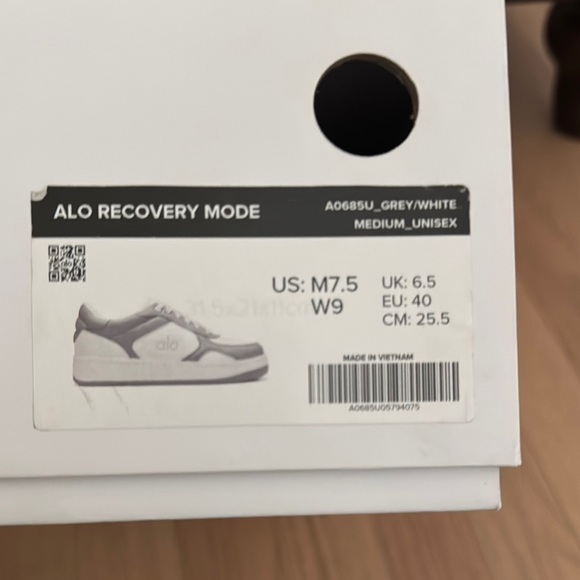 ALO RECOVERY MODE
A0685U_GREY/WHITE
MEDIUM_UNISEX
US: M7.5
W9
UK: 6.5
EU: 40
CM: 25.5
alo
MADE IN VIETNAM
A0685U05794075